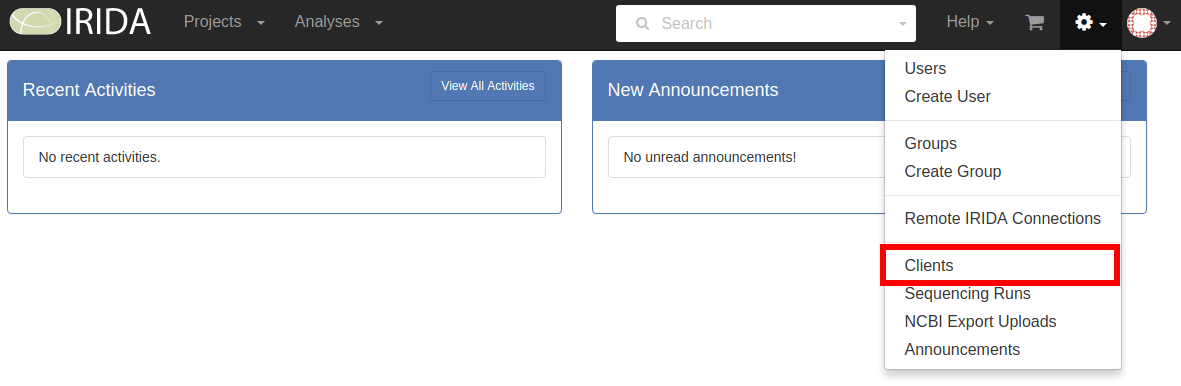 IRIDA Projects Analyses Search Help
Recent Activities View All Activities New Announcements
No recent activities. No unread announcements!
Users
Create User
Groups
Create Group
Remote IRIDA Connections
Clients
Sequencing Runs
NCBI Export Uploads
Announcements